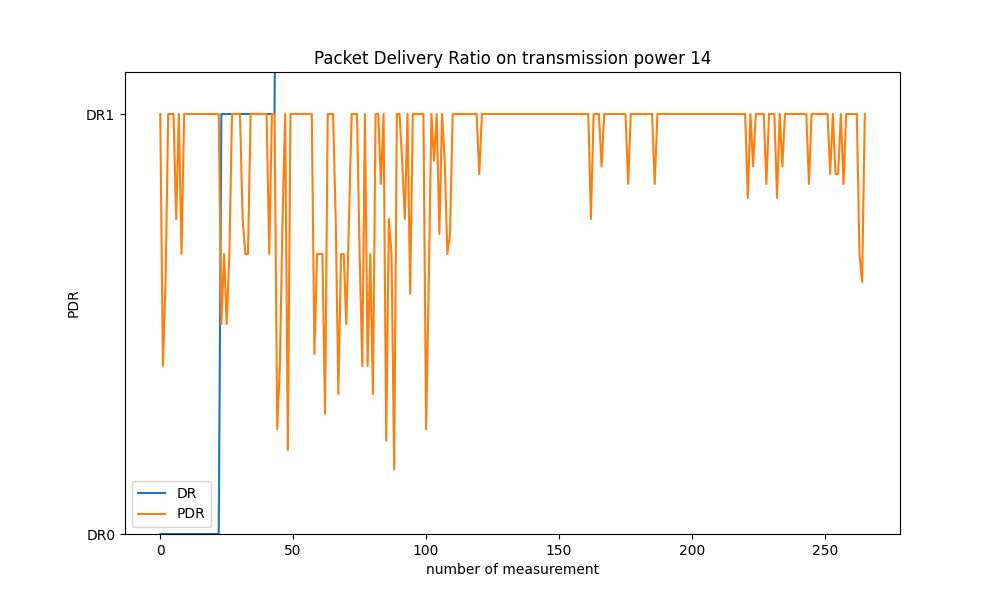 Packet Delivery Ratio on transmission power 14
DR1
PDR
DR0
DR
PDR
0 50 100 150 200 250
number of measurement